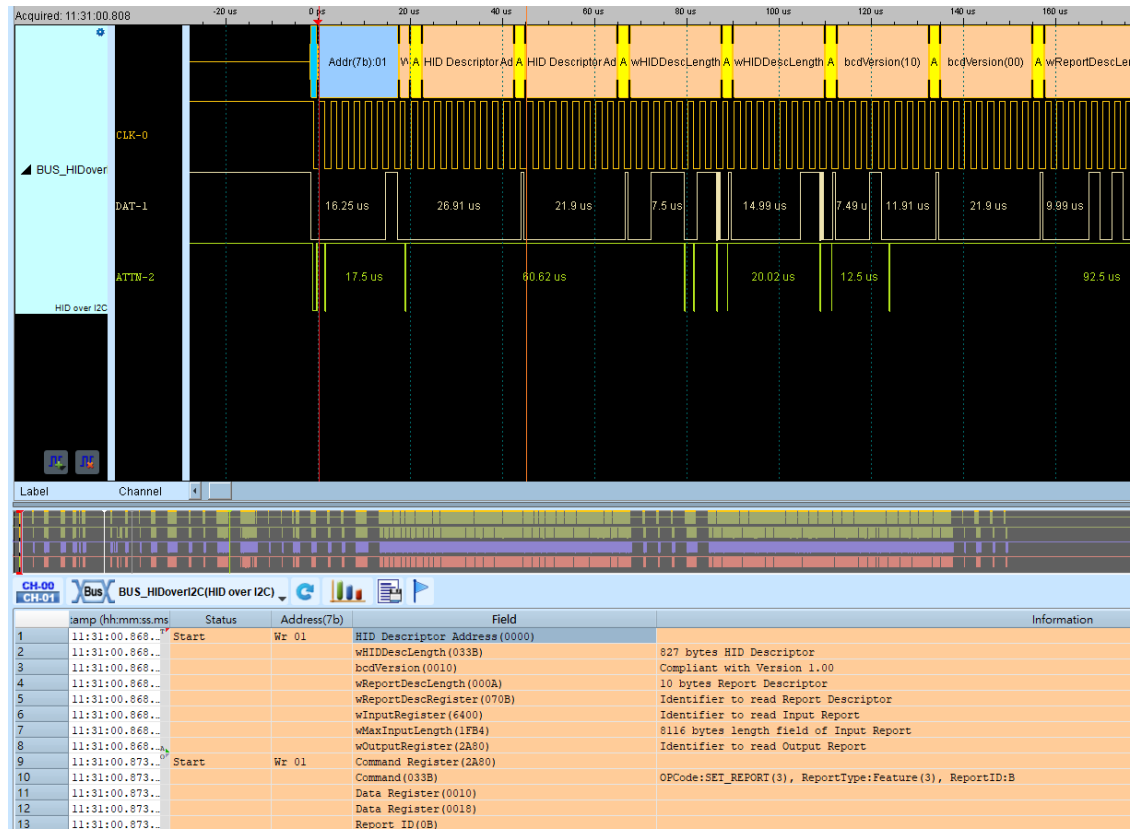 Acquired: 11:31:00.808
-20 us 0 ps 20 us 40 us 60 us 80 us 100 us 120 us 140 us 160 us
Addr(7b):01 W A HID Descriptor Ad A HID Descriptor Ad A wHIDDescLength A wHIDDescLength A bcdVersion(10) A bcdVersion(00) A wReportDescLen
CLK-0
BUS_HIDover
DAT-1 16.25 us 26.91 us 21.9 us 7.5 us 14.99 us 7.49 u 11.91 us 21.9 us 9.99 us
ATTN-2 17.5 us 60.62 us 20.02 us 12.5 us 92.5 us
HID over I2C
Label Channel
CH-00
CH-01
Bus BUS_HIDoverI2C(HID over I2C)
:amp (hh:mm:ss.ms Status Address(7b) Field Information
1 11:31:00.868... Start Wr 01 HID Descriptor Address(0000)
2 11:31:00.868... wHIDDescLength(033B) 827 bytes HID Descriptor
3 11:31:00.868... bcdVersion(0010) Compliant with Version 1.00
4 11:31:00.868... wReportDescLength(000A) 10 bytes Report Descriptor
5 11:31:00.868... wReportDescRegister(070B) Identifier to read Report Descriptor
6 11:31:00.868... wInputRegister(6400) Identifier to read Input Report
7 11:31:00.868... wMaxInputLength(1FB4) 8116 bytes length field of Input Report
8 11:31:00.868... wOutputRegister(2A80) Identifier to read Output Report
9 11:31:00.873... Start Wr 01 Command Register(2A80)
10 11:31:00.873... Command(033B) OPCode:SET_REPORT(3), ReportType:Feature(3), ReportID:B
11 11:31:00.873... Data Register(0010)
12 11:31:00.873... Data Register(0018)
13 11:31:00.873... Report ID(0B)